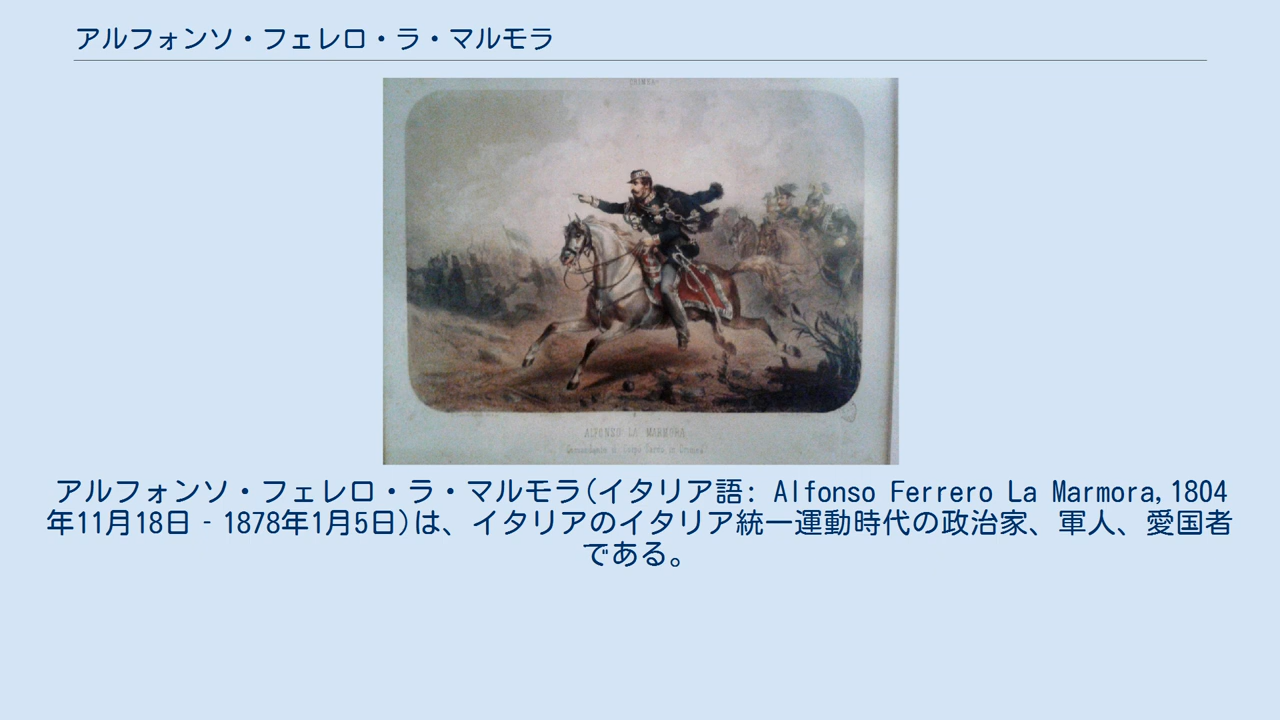 アルフォンソ・フェレロ・ラ・マルモラ
ALFONSO LA MARMORA
アルフォンソ・フェレロ・ラ・マルモラ(イタリア語: Alfonso Ferrero La Marmora,1804
年11月18日 - 1878年1月5日)は、イタリアのイタリア統一運動時代の政治家、軍人、愛国者
である。